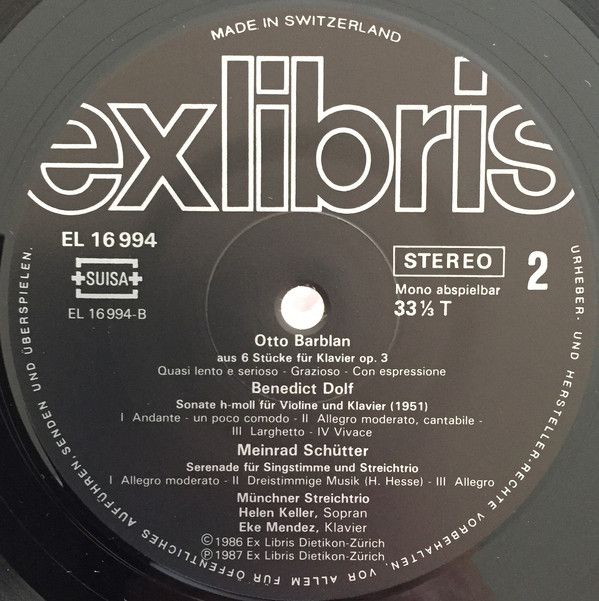 MADE IN SWITZERLAND
exlibris
EL 16 994
+SUISA+
EL 16994-B
STEREO
Mono abspielbar
33⅓ T
2
Otto Barblan
aus 6 Stücke für Klavier op. 3
Quasi lento e serioso - Grazioso - Con espressione
Benedict Dolf
Sonate h-moll für Violine und Klavier (1951)
I Andante - un poco comodo - II Allegro moderato, cantabile -
III Larghetto - IV Vivace
Meinrad Schütter
Serenade für Singstimme und Streichtrio
I Allegro moderato - II Dreistimmige Musik (H. Hesse) - III Allegro
Münchner Streichtrio
Helen Keller, Sopran
Eke Mendez, Klavier
©1986 Ex Libris Dietikon-Zürich
℗1987 Ex Libris Dietikon-Zürich
URHEBER- UND HERSTELLER-RECHTE VORBEHALTEN, VOR ALLEM FÜR ÖFFENTLICHES AUFFÜHREN, SENDEN UND ÜBERSPIELEN.